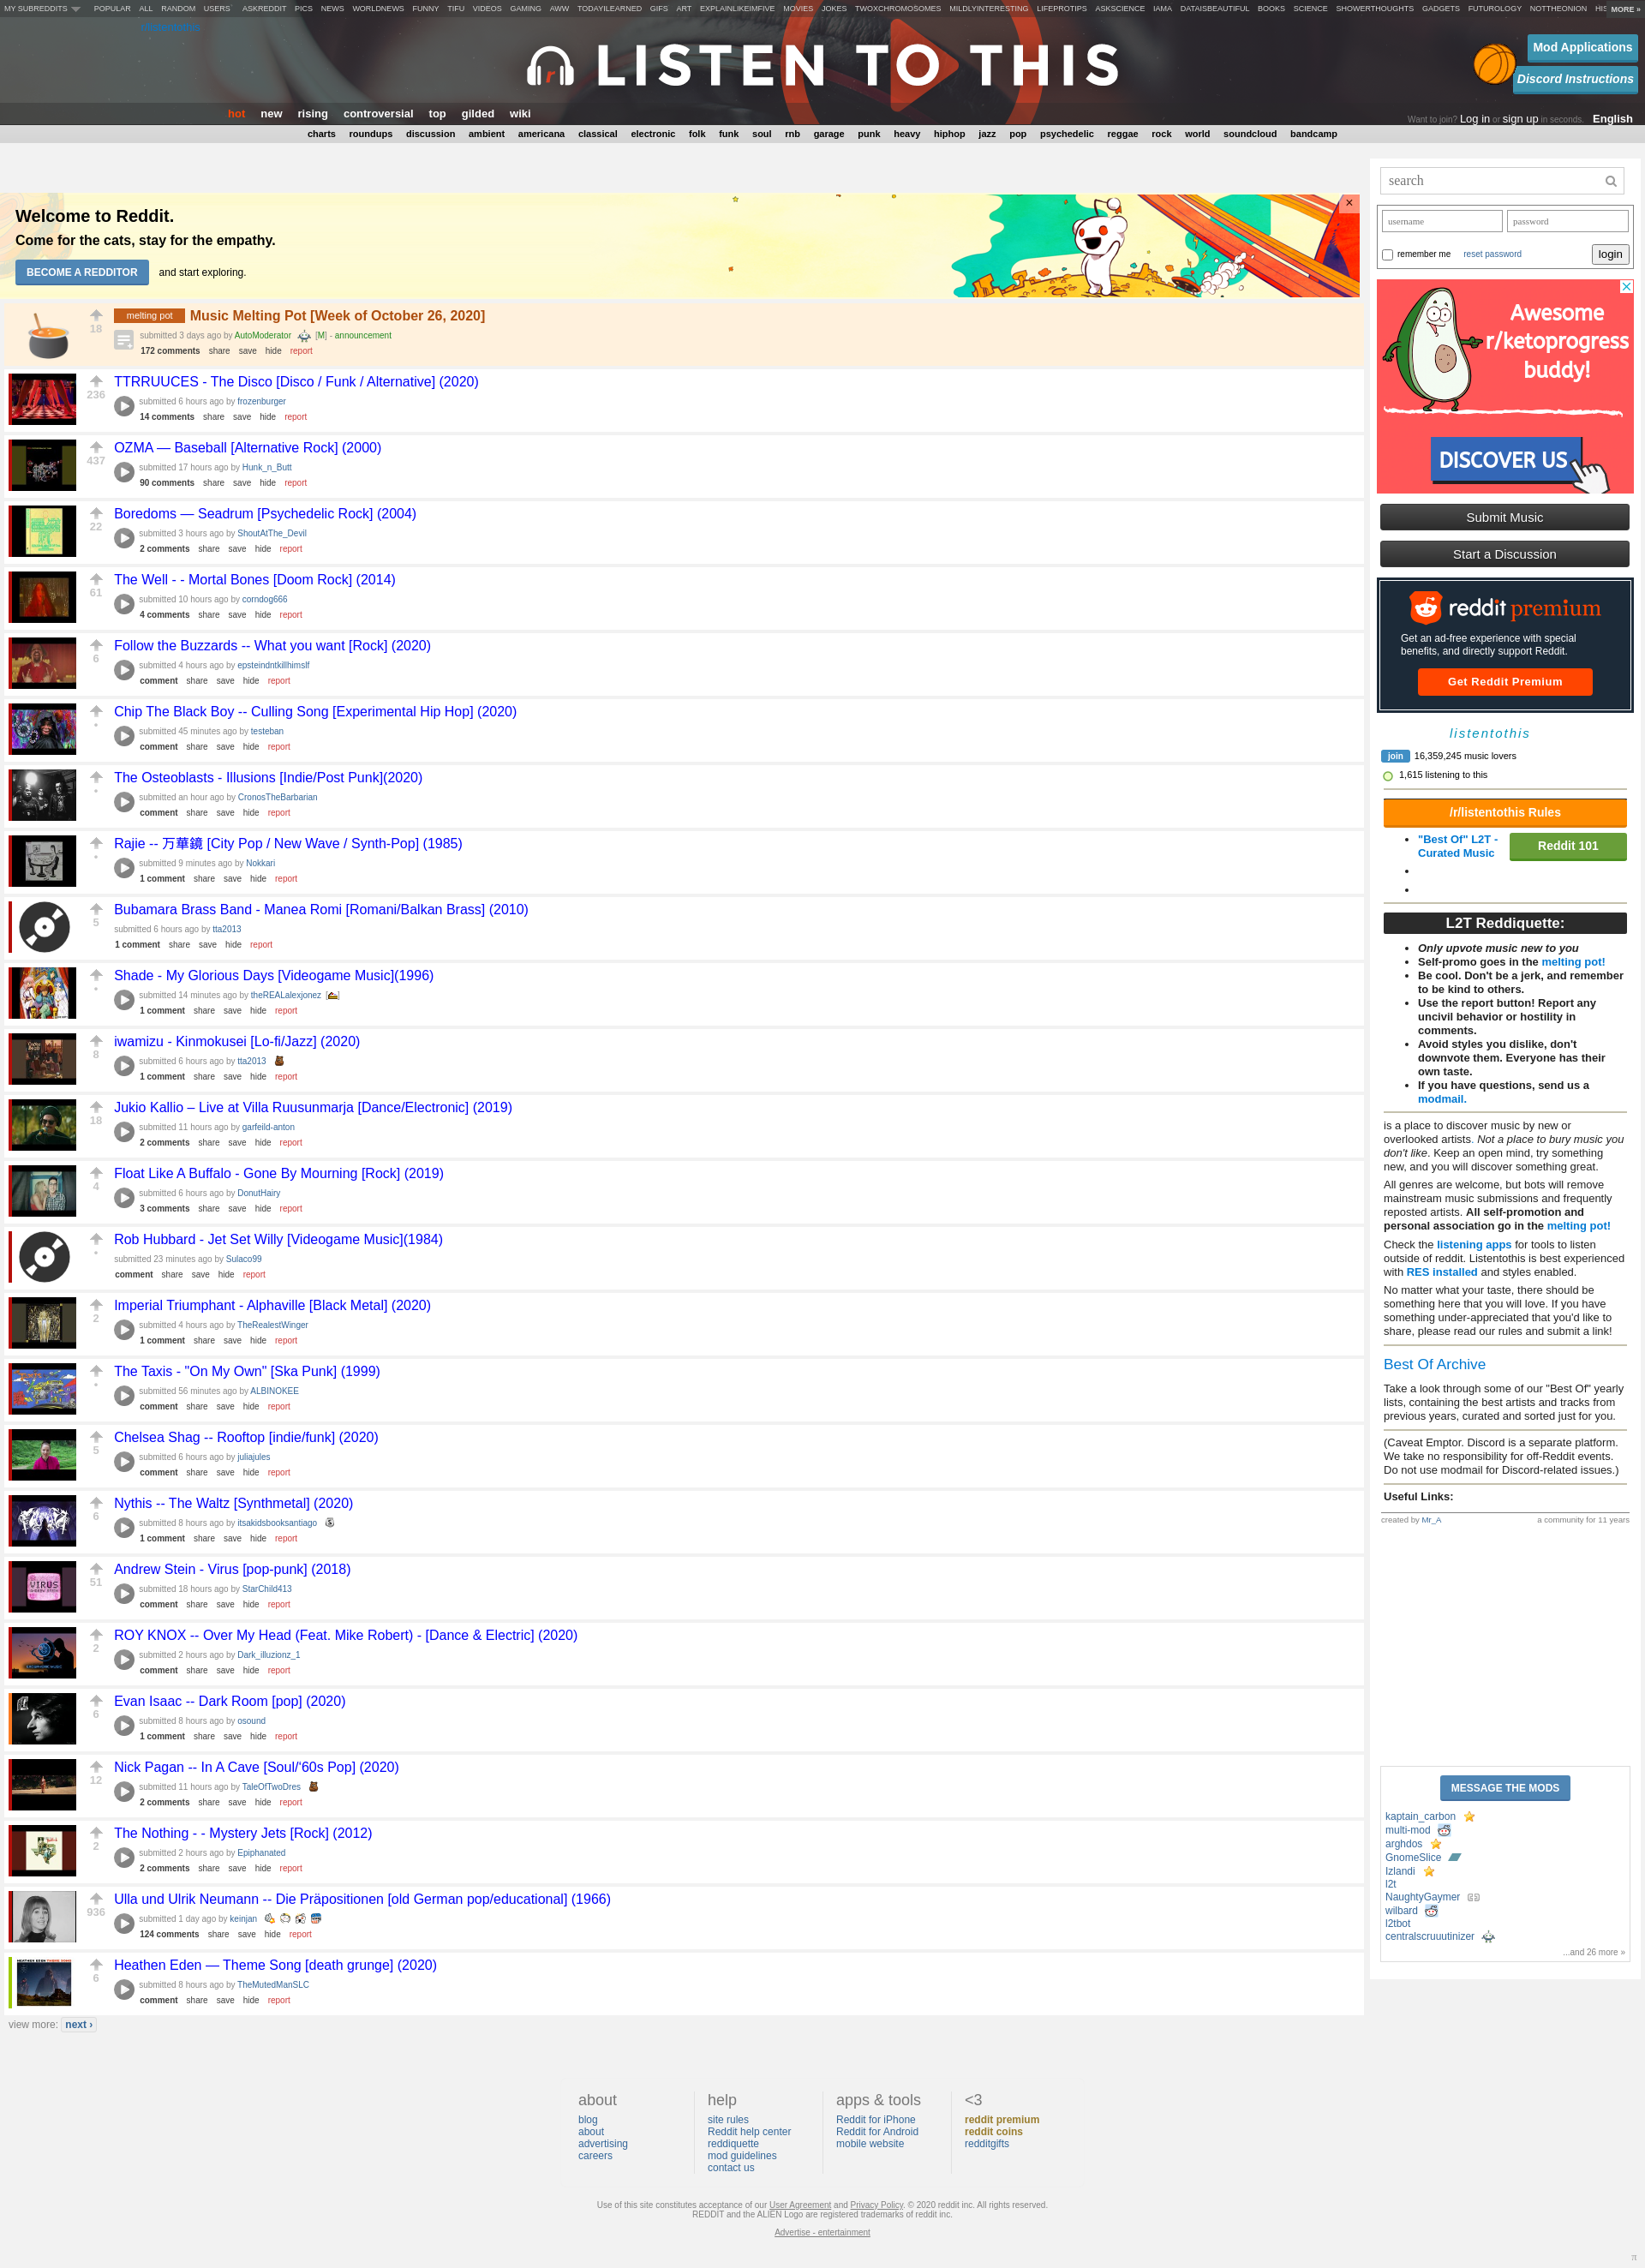 MY SUBREDDITS POPULAR ALL RANDOM USERS ASKREDDIT PICS NEWS WORLDNEWS FUNNY TIFU VIDEOS GAMING AWW TODAYILEARNED GIFS ART EXPLAINLIKEIMFIVE MOVIES JOKES TWOXCHROMOSOMES MILDLYINTERESTING LIFEPROTIPS ASKSCIENCE IAMA DATAISBEAUTIFUL BOOKS SCIENCE SHOWERTHOUGHTS GADGETS FUTUROLOGY NOTTHEONION HIS MORE »
LISTEN TO THIS
Mod Applications
Discord Instructions
hot new rising controversial top gilded wiki
Want to join? Log in or sign up in seconds. English
charts roundups discussion ambient americana classical electronic folk funk soul rnb garage punk heavy hiphop jazz pop psychedelic reggae rock world soundcloud bandcamp
Welcome to Reddit.
Come for the cats, stay for the empathy.
BECOME A REDDITOR and start exploring.
×
18
melting pot Music Melting Pot [Week of October 26, 2020]
submitted 3 days ago by AutoModerator [M] - announcement
172 comments share save hide report
236
TTRRUUCES - The Disco [Disco / Funk / Alternative] (2020)
submitted 6 hours ago by frozenburger
14 comments share save hide report
437
OZMA — Baseball [Alternative Rock] (2000)
submitted 17 hours ago by Hunk_n_Butt
90 comments share save hide report
22
Boredoms — Seadrum [Psychedelic Rock] (2004)
submitted 3 hours ago by ShoutAtThe_Devil
2 comments share save hide report
61
The Well - - Mortal Bones [Doom Rock] (2014)
submitted 10 hours ago by corndog666
4 comments share save hide report
6
Follow the Buzzards -- What you want [Rock] (2020)
submitted 4 hours ago by epsteindntkillhimslf
comment share save hide report
•
Chip The Black Boy -- Culling Song [Experimental Hip Hop] (2020)
submitted 45 minutes ago by testeban
comment share save hide report
•
The Osteoblasts - Illusions [Indie/Post Punk](2020)
submitted an hour ago by CronosTheBarbarian
comment share save hide report
•
Rajie -- 万華鏡 [City Pop / New Wave / Synth-Pop] (1985)
submitted 9 minutes ago by Nokkari
1 comment share save hide report
5
Bubamara Brass Band - Manea Romi [Romani/Balkan Brass] (2010)
submitted 6 hours ago by tta2013
1 comment share save hide report
•
Shade - My Glorious Days [Videogame Music](1996)
submitted 14 minutes ago by theREALalexjonez
1 comment share save hide report
8
iwamizu - Kinmokusei [Lo-fi/Jazz] (2020)
submitted 6 hours ago by tta2013
1 comment share save hide report
18
Jukio Kallio – Live at Villa Ruusunmarja [Dance/Electronic] (2019)
submitted 11 hours ago by garfeild-anton
2 comments share save hide report
4
Float Like A Buffalo - Gone By Mourning [Rock] (2019)
submitted 6 hours ago by DonutHairy
3 comments share save hide report
•
Rob Hubbard - Jet Set Willy [Videogame Music](1984)
submitted 23 minutes ago by Sulaco99
comment share save hide report
2
Imperial Triumphant - Alphaville [Black Metal] (2020)
submitted 4 hours ago by TheRealestWinger
1 comment share save hide report
•
The Taxis - "On My Own" [Ska Punk] (1999)
submitted 56 minutes ago by ALBINOKEE
comment share save hide report
5
Chelsea Shag -- Rooftop [indie/funk] (2020)
submitted 6 hours ago by juliajules
comment share save hide report
6
Nythis -- The Waltz [Synthmetal] (2020)
submitted 8 hours ago by itsakidsbooksantiago
1 comment share save hide report
51
VIRUS
Andrew Stein - Virus [pop-punk] (2018)
submitted 18 hours ago by StarChild413
comment share save hide report
2
ROY KNOX -- Over My Head (Feat. Mike Robert) - [Dance & Electric] (2020)
submitted 2 hours ago by Dark_illuzionz_1
comment share save hide report
6
Evan Isaac -- Dark Room [pop] (2020)
submitted 8 hours ago by osound
1 comment share save hide report
12
Nick Pagan -- In A Cave [Soul/'60s Pop] (2020)
submitted 11 hours ago by TaleOfTwoDres
2 comments share save hide report
2
The Nothing - - Mystery Jets [Rock] (2012)
submitted 2 hours ago by Epiphanated
2 comments share save hide report
936
Ulla und Ulrik Neumann -- Die Präpositionen [old German pop/educational] (1966)
submitted 1 day ago by keinjan
124 comments share save hide report
6
Heathen Eden — Theme Song [death grunge] (2020)
submitted 8 hours ago by TheMutedManSLC
comment share save hide report
view more: next ›
search
username password
remember me reset password login
Awesome
r/ketoprogress
buddy!
DISCOVER US
Submit Music
Start a Discussion
reddit premium
Get an ad-free experience with special
benefits, and directly support Reddit.
Get Reddit Premium
listentothis
join 16,359,245 music lovers
1,615 listening to this
/r/listentothis Rules
"Best Of" L2T -
Curated Music
Reddit 101
L2T Reddiquette:
Only upvote music new to you
Self-promo goes in the melting pot!
Be cool. Don't be a jerk, and remember
to be kind to others.
Use the report button! Report any
uncivil behavior or hostility in
comments.
Avoid styles you dislike, don't
downvote them. Everyone has their
own taste.
If you have questions, send us a
modmail.
is a place to discover music by new or
overlooked artists. Not a place to bury music you
don't like. Keep an open mind, try something
new, and you will discover something great.
All genres are welcome, but bots will remove
mainstream music submissions and frequently
reposted artists. All self-promotion and
personal association go in the melting pot!
Check the listening apps for tools to listen
outside of reddit. Listentothis is best experienced
with RES installed and styles enabled.
No matter what your taste, there should be
something here that you will love. If you have
something under-appreciated that you'd like to
share, please read our rules and submit a link!
Best Of Archive
Take a look through some of our "Best Of" yearly
lists, containing the best artists and tracks from
previous years, curated and sorted just for you.
(Caveat Emptor. Discord is a separate platform.
We take no responsibility for off-Reddit events.
Do not use modmail for Discord-related issues.)
Useful Links:
created by Mr_A a community for 11 years
MESSAGE THE MODS
kaptain_carbon
multi-mod
arghdos
GnomeSlice
Izlandi
l2t
NaughtyGaymer
wilbard
l2tbot
centralscruuutinizer
...and 26 more »
about
blog
about
advertising
careers
help
site rules
Reddit help center
reddiquette
mod guidelines
contact us
apps & tools
Reddit for iPhone
Reddit for Android
mobile website
<3
reddit premium
reddit coins
redditgifts
Use of this site constitutes acceptance of our User Agreement and Privacy Policy. © 2020 reddit inc. All rights reserved.
REDDIT and the ALIEN Logo are registered trademarks of reddit inc.
Advertise - entertainment
π